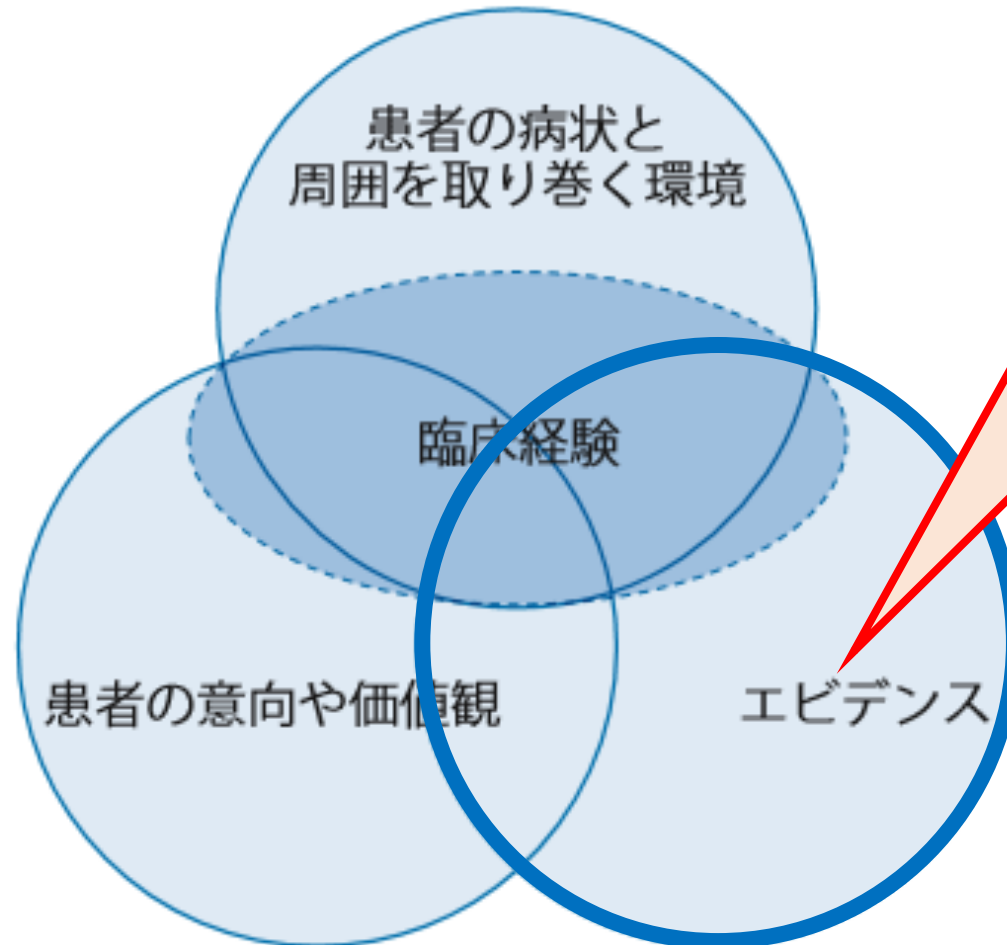 患者の病状と
周囲を取り巻く環境
臨床経験
患者の意向や価値観
エビデンス